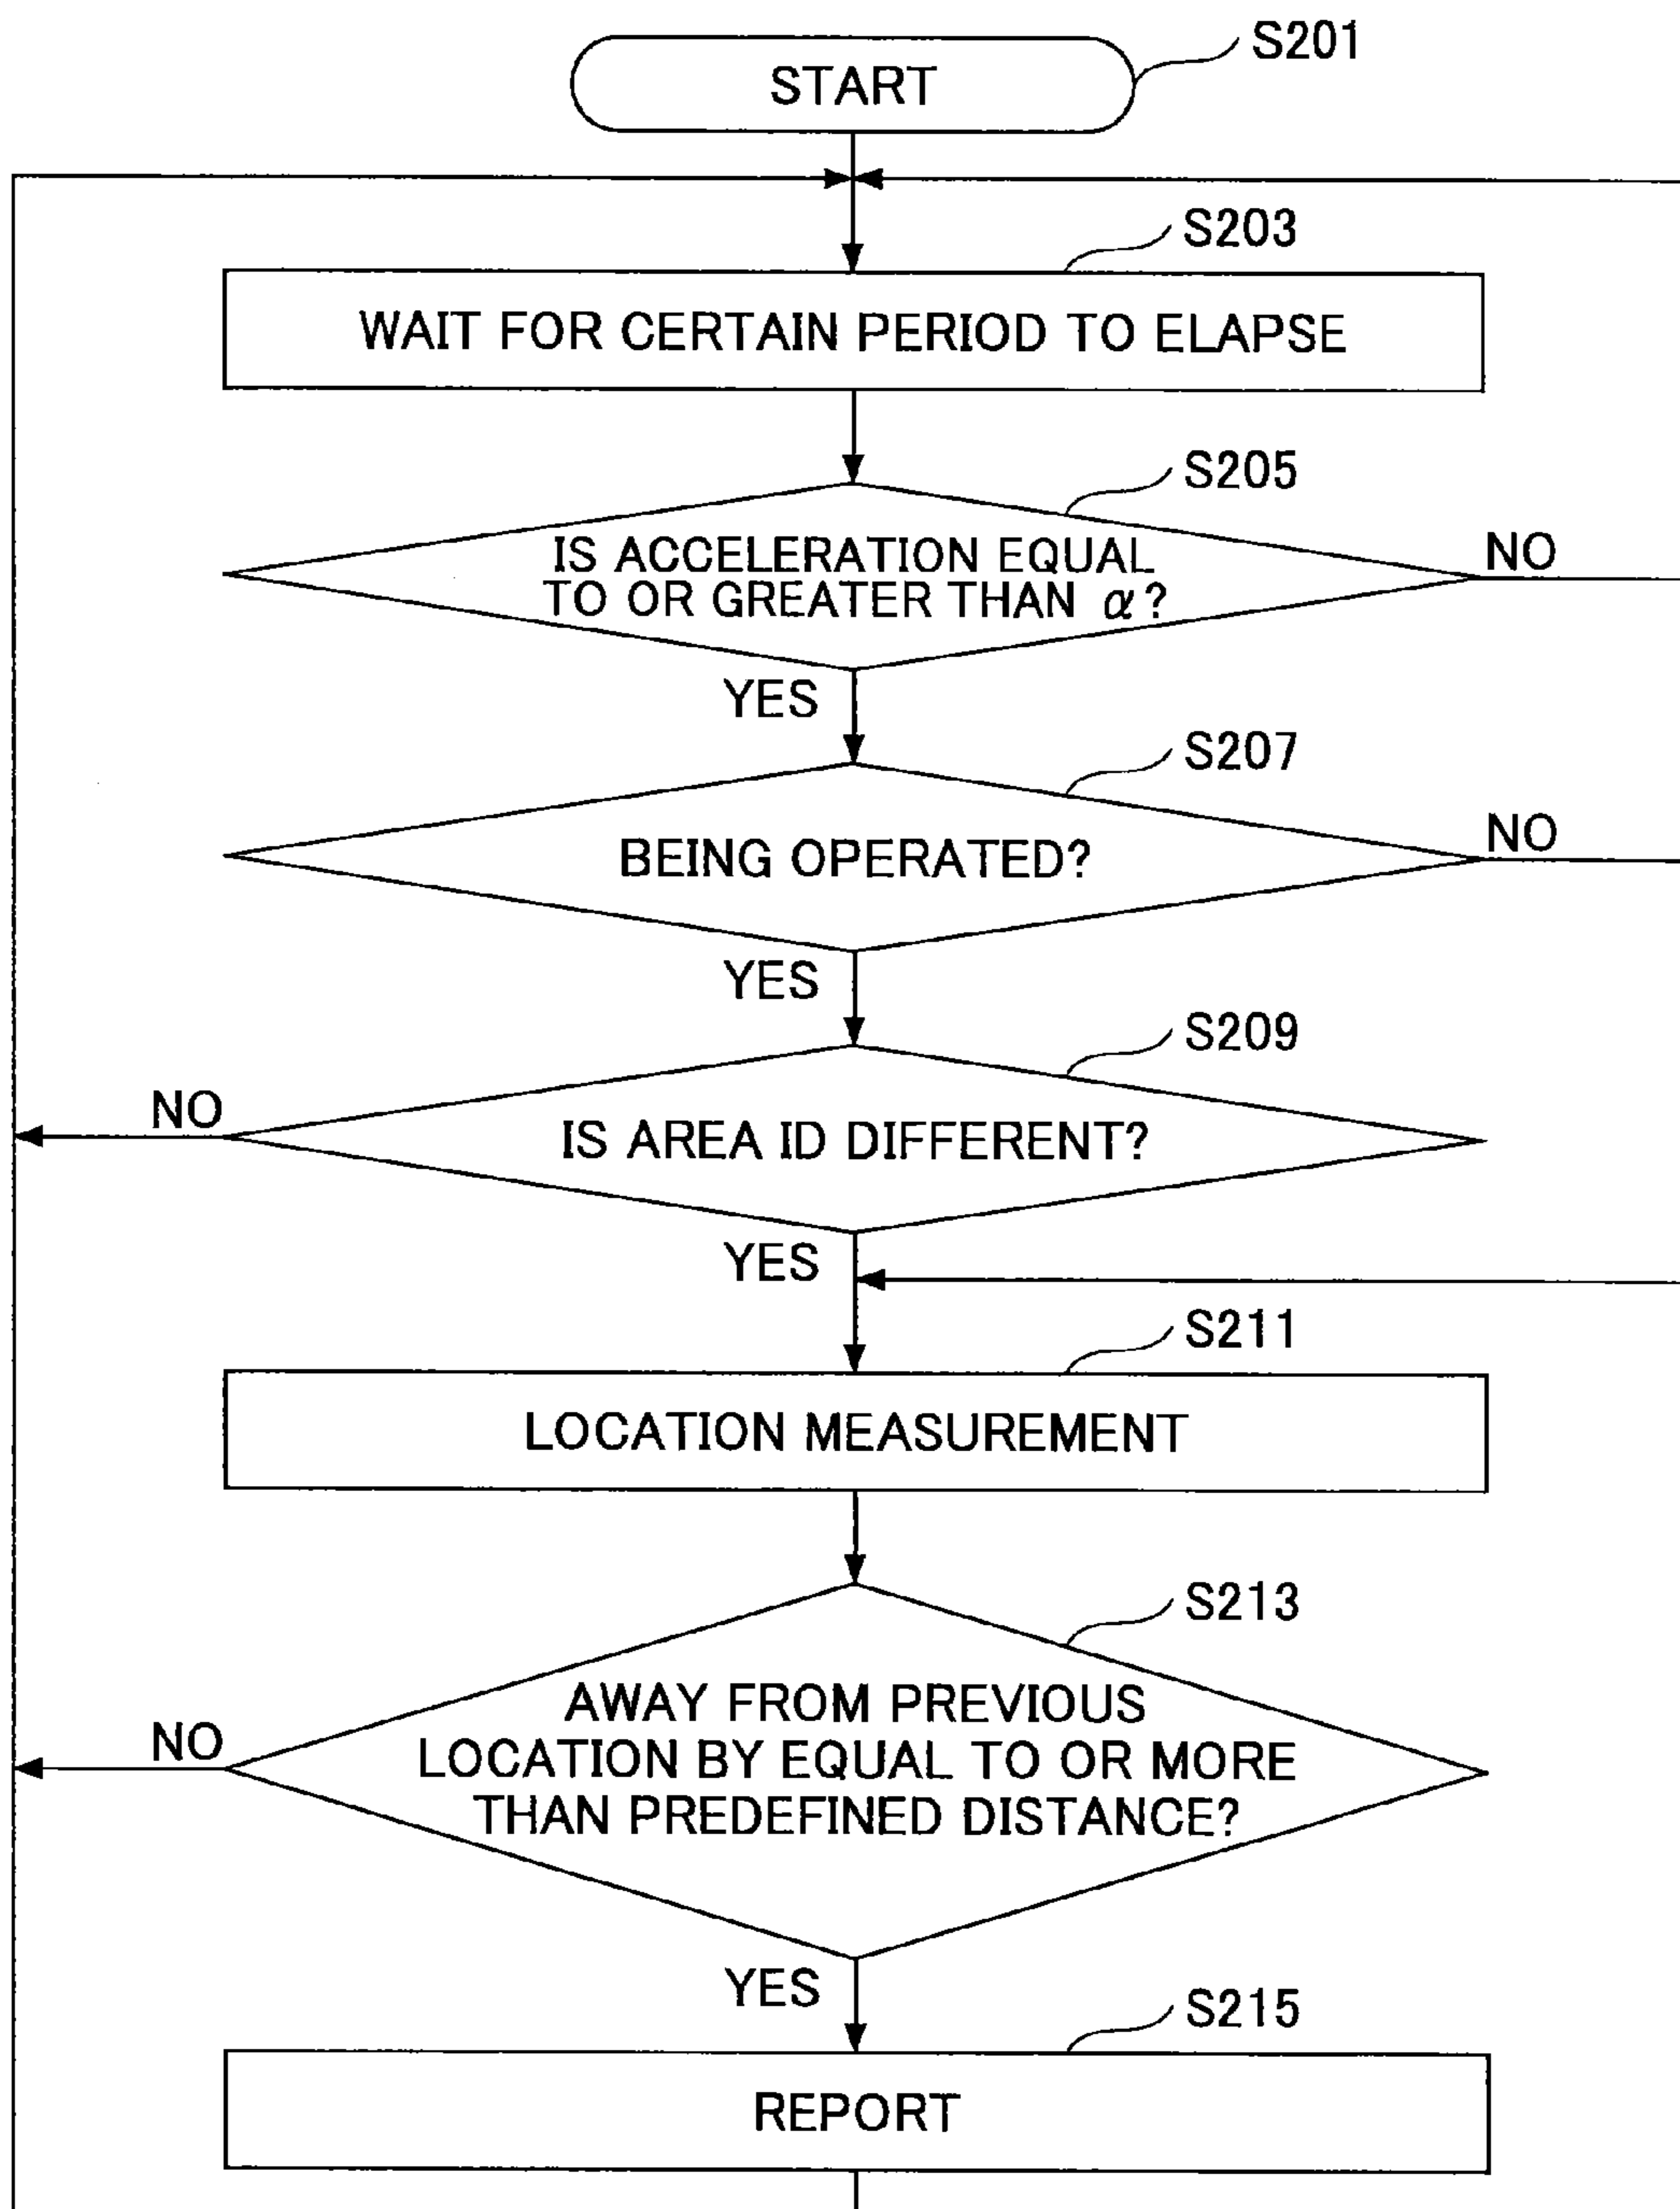 S201
START
S203
WAIT FOR CERTAIN PERIOD TO ELAPSE
S205
IS ACCELERATION EQUAL
TO OR GREATER THAN α?
NO
YES
S207
BEING OPERATED?
NO
YES
S209
IS AREA ID DIFFERENT?
NO
YES
S211
LOCATION MEASUREMENT
S213
AWAY FROM PREVIOUS
LOCATION BY EQUAL TO OR MORE
THAN PREDEFINED DISTANCE?
NO
YES
S215
REPORT